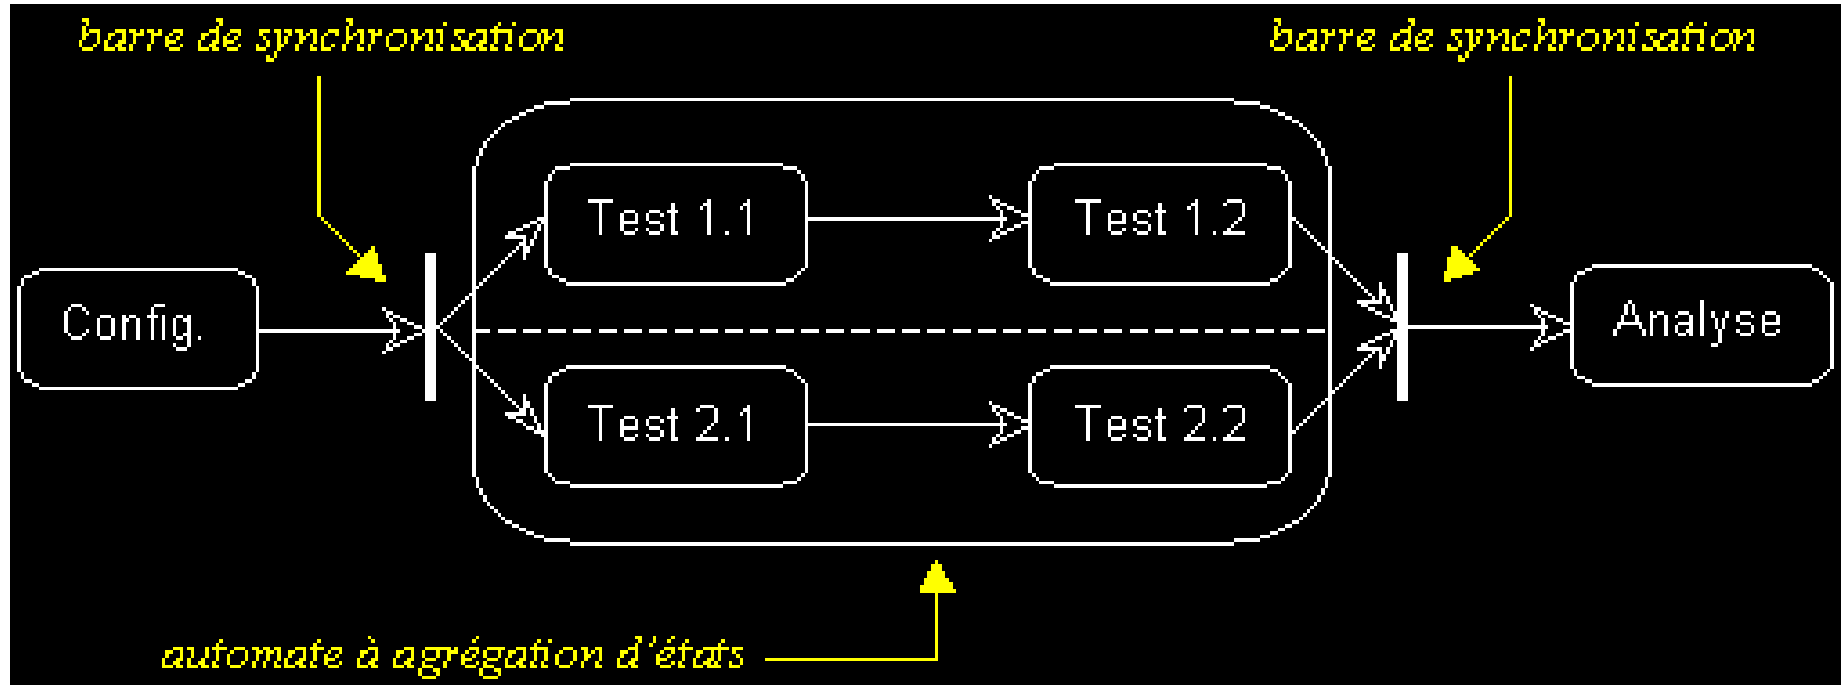 barre de synchronisation
barre de synchronisation
Test 1.1
Test 1.2
Config.
Analyse
Test 2.1
Test 2.2
automate à agrégation d'états